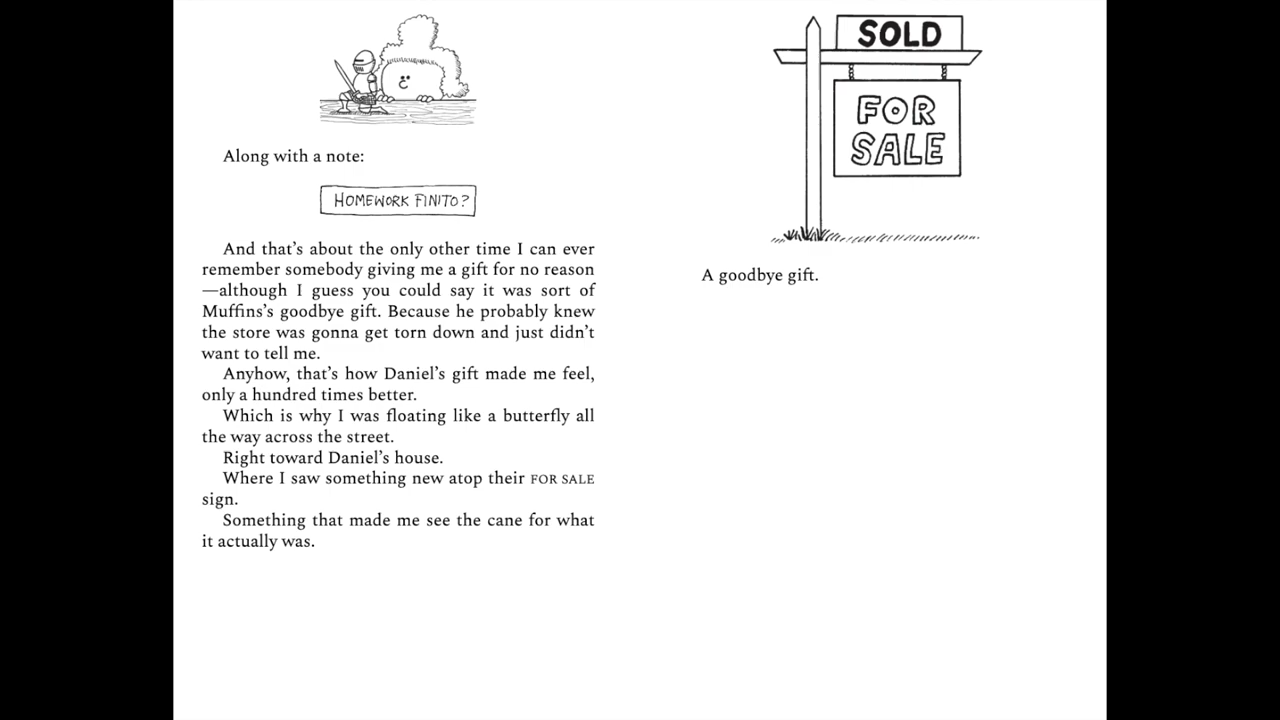 Along with a note:
HOMEWORK FINITO?
And that’s about the only other time I can ever
remember somebody giving me a gift for no reason
—although I guess you could say it was sort of
Muffins’s goodbye gift. Because he probably knew
the store was gonna get torn down and just didn’t
want to tell me.
Anyhow, that’s how Daniel’s gift made me feel,
only a hundred times better.
Which is why I was floating like a butterfly all
the way across the street.
Right toward Daniel’s house.
Where I saw something new atop their FOR SALE
sign.
Something that made me see the cane for what
it actually was.
SOLD
FOR
SALE
A goodbye gift.